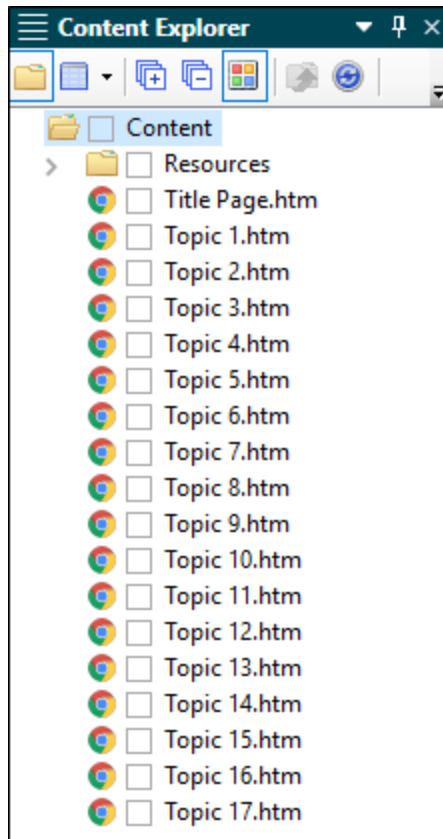 Content Explorer
Content
Resources
Title Page.htm
Topic 1.htm
Topic 2.htm
Topic 3.htm
Topic 4.htm
Topic 5.htm
Topic 6.htm
Topic 7.htm
Topic 8.htm
Topic 9.htm
Topic 10.htm
Topic 11.htm
Topic 12.htm
Topic 13.htm
Topic 14.htm
Topic 15.htm
Topic 16.htm
Topic 17.htm